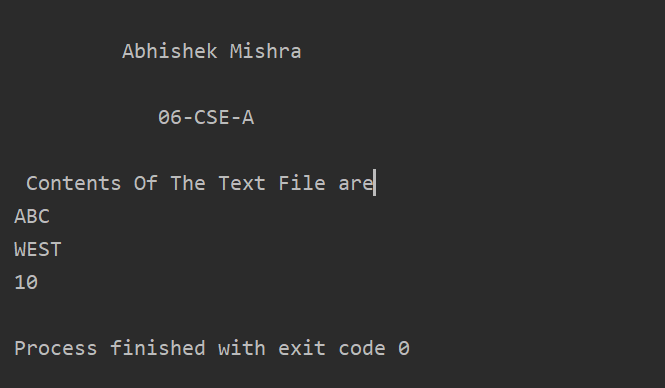 Abhishek Mishra
06-CSE-A
Contents Of The Text File are
ABC
WEST
10
Process finished with exit code 0